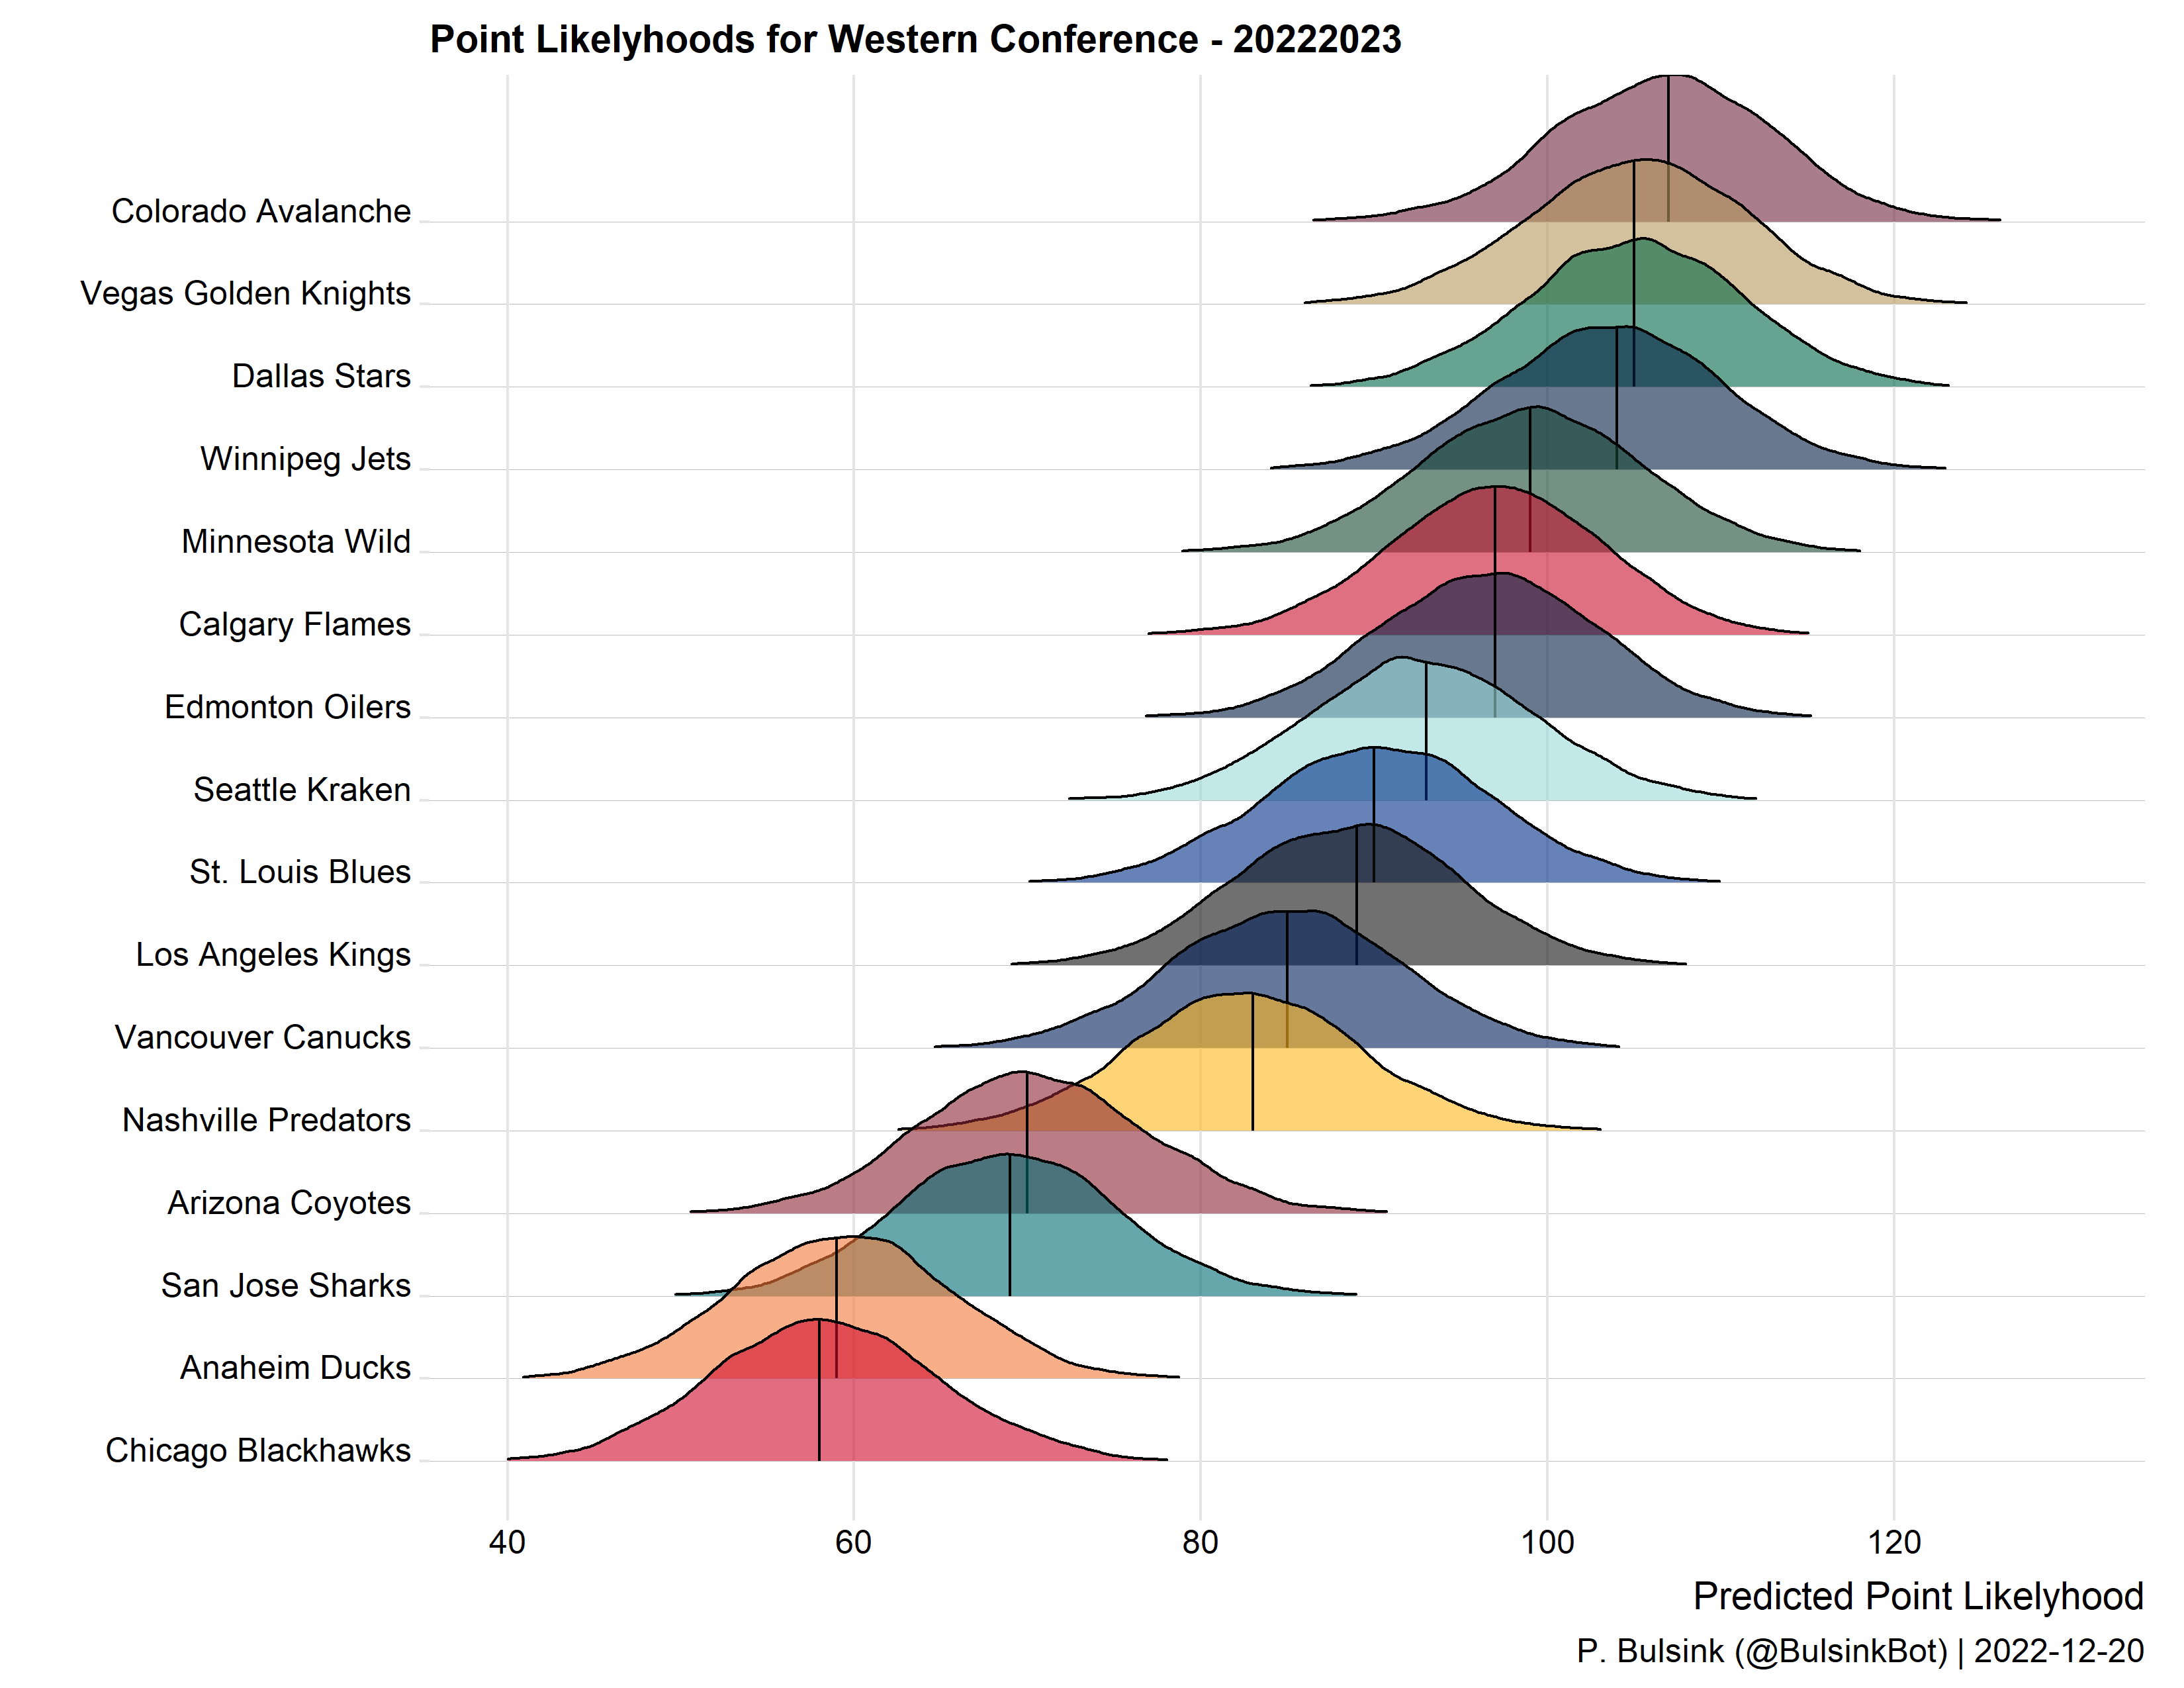 Point Likelyhoods for Western Conference - 20222023
Colorado Avalanche
Vegas Golden Knights
Dallas Stars
Winnipeg Jets
Minnesota Wild
Calgary Flames
Edmonton Oilers
Seattle Kraken
St. Louis Blues
Los Angeles Kings
Vancouver Canucks
Nashville Predators
Arizona Coyotes
San Jose Sharks
Anaheim Ducks
Chicago Blackhawks
40 60 80 100 120
Predicted Point Likelyhood
P. Bulsink (@BulsinkBot) | 2022-12-20